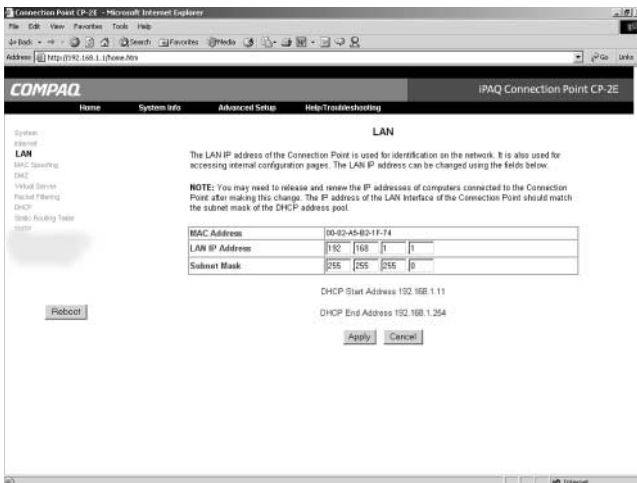 Connection Point CP-2E - Microsoft Internet Explorer
File Edit View Favorites Tools Help
Back Search Favorites Media
Address http://192.168.1.1/home.htm Go Links
COMPAQ iPAQ Connection Point CP-2E
Home System Info Advanced Setup Help/Troubleshooting
System
Internet
LAN
MAC Spoofing
DMZ
Virtual Server
Packet Filtering
DHCP
Static Routing Table
LAN
The LAN IP address of the Connection Point is used for identification on the network. It is also used for
accessing internal configuration pages. The LAN IP address can be changed using the fields below.
NOTE: You may need to release and renew the IP addresses of computers connected to the Connection
Point after making this change. The IP address of the LAN Interface of the Connection Point should match
the subnet mask of the DHCP address pool.
MAC Address 00-02-A5-B2-1F-74
LAN IP Address 192 168 1 1
Subnet Mask 255 255 255 0
DHCP Start Address 192.168.1.11
DHCP End Address 192.168.1.254
Reboot
Apply Cancel
Internet